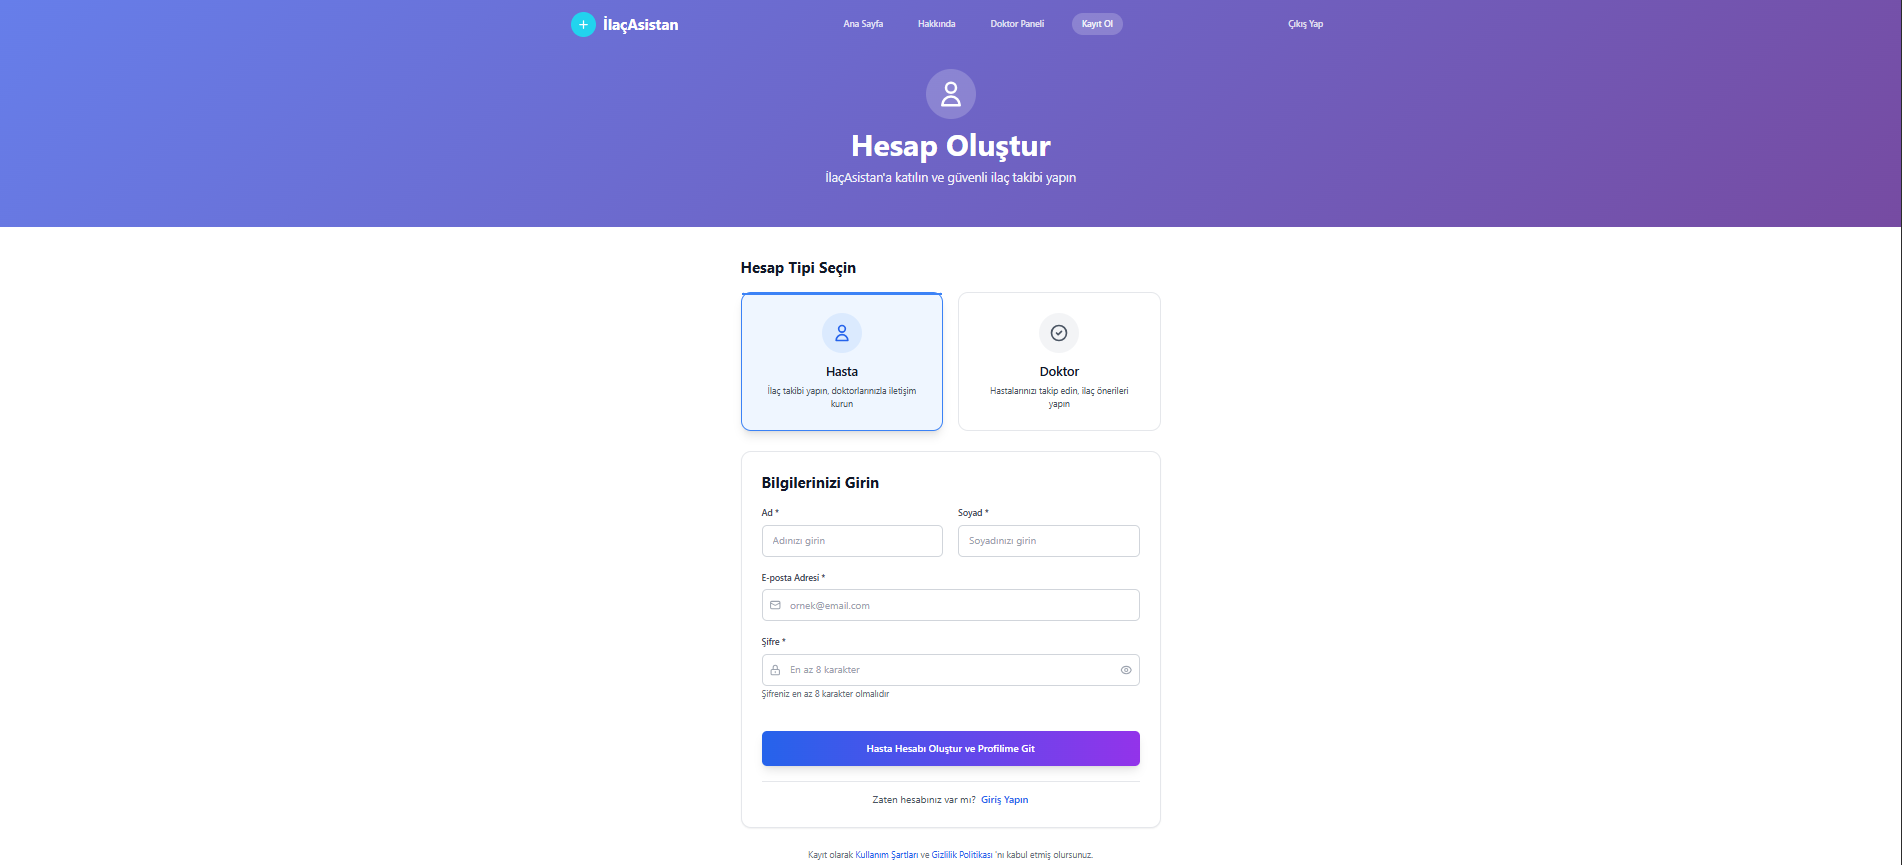 İlaçAsistan
Ana Sayfa
Hakkında
Doktor Paneli
Kayıt Ol
Çıkış Yap
Hesap Oluştur
İlaçAsistan'a katılın ve güvenli ilaç takibi yapın
Hesap Tipi Seçin
Hasta
İlaç takibi yapın, doktorlarınızla iletişim
kurun
Doktor
Hastalarınızı takip edin, ilaç önerileri
yapın
Bilgilerinizi Girin
Ad *
Soyad *
Adınızı girin
Soyadınızı girin
E-posta Adresi *
ornek@email.com
Şifre *
En az 8 karakter
Şifreniz en az 8 karakter olmalıdır
Hasta Hesabı Oluştur ve Profilime Git
Zaten hesabınız var mı? Giriş Yapın
Kayıt olarak Kullanım Şartları ve Gizlilik Politikası 'nı kabul etmiş olursunuz.